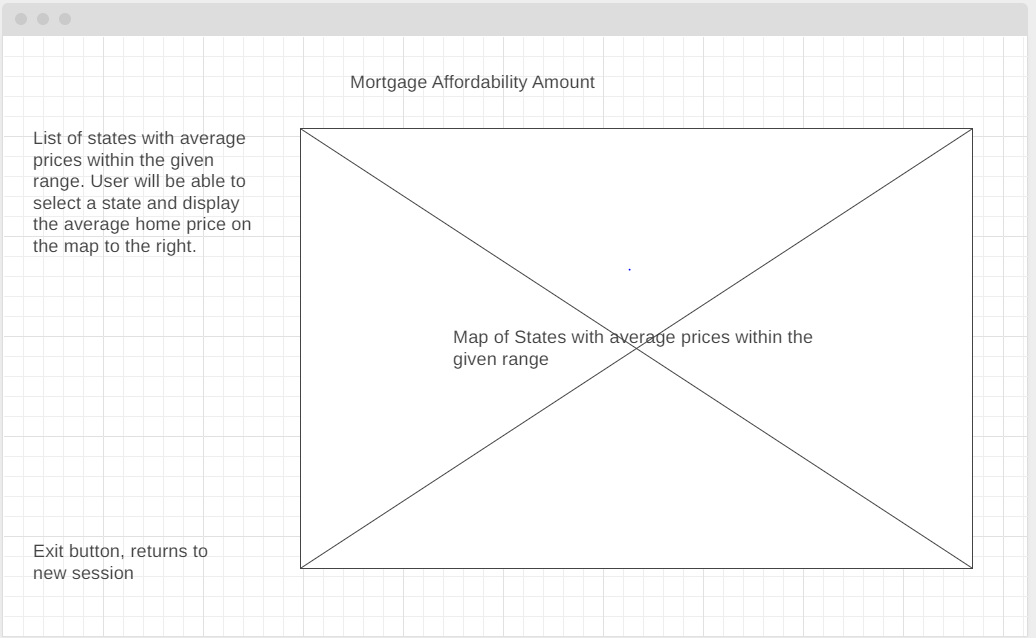 Mortgage Affordability Amount
List of states with average
prices within the given
range. User will be able to
select a state and display
the average home price on
the map to the right.
Map of States with average prices within the
given range
Exit button, returns to
new session